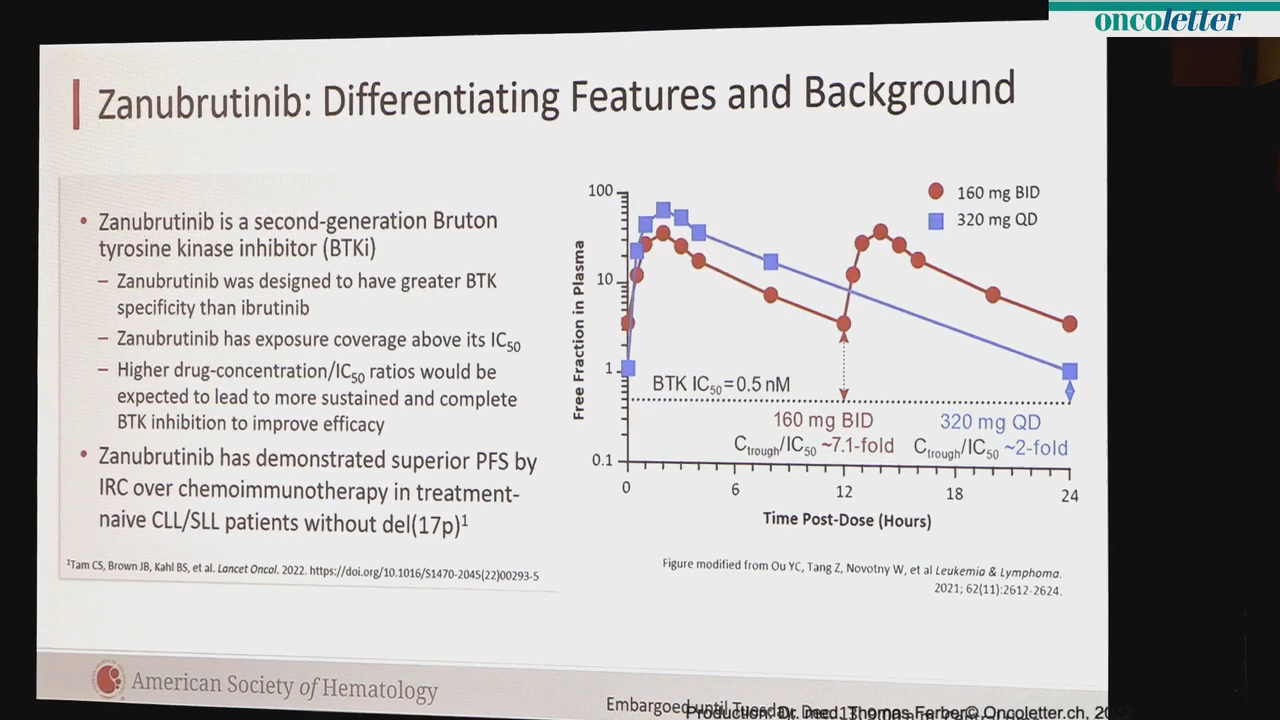 oncoletter
Zanubrutinib: Differentiating Features and Background
• Zanubrutinib is a second-generation Bruton
tyrosine kinase inhibitor (BTKi)
– Zanubrutinib was designed to have greater BTK
specificity than ibrutinib
– Zanubrutinib has exposure coverage above its IC50
– Higher drug-concentration/IC50 ratios would be
expected to lead to more sustained and complete
BTK inhibition to improve efficacy
• Zanubrutinib has demonstrated superior PFS by
IRC over chemoimmunotherapy in treatment-
naive CLL/SLL patients without del(17p)1
1Tam CS, Brown JB, Kahl BS, et al. Lancet Oncol. 2022. https://doi.org/10.1016/S1470-2045(22)00293-5
160 mg BID
320 mg QD
Free Fraction in Plasma
100
10
1
0.1
BTK IC50=0.5 nM
160 mg BID
Ctrough/IC50 ~7.1-fold
320 mg QD
Ctrough/IC50 ~2-fold
0 6 12 18 24
Time Post-Dose (Hours)
Figure modified from Ou YC, Tang Z, Novotny W, et al Leukemia & Lymphoma.
2021; 62(11):2612-2624.
American Society of Hematology
Embargoed until Tuesday, Dec.
Production: Dr. med. Thomas Ferber© Oncoletter.ch,